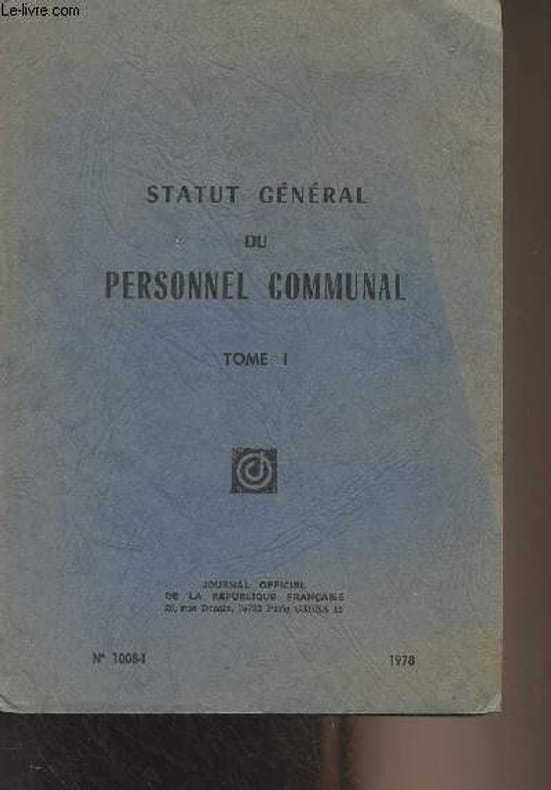 Le-livre.com
STATUT GÉNÉRAL
DU
PERSONNEL COMMUNAL
TOME I
JOURNAL OFFICIEL
DE LA RÉPUBLIQUE FRANÇAISE
26, rue Desaix, 75732 Paris CEDEX 15
N° 1008-I
1978